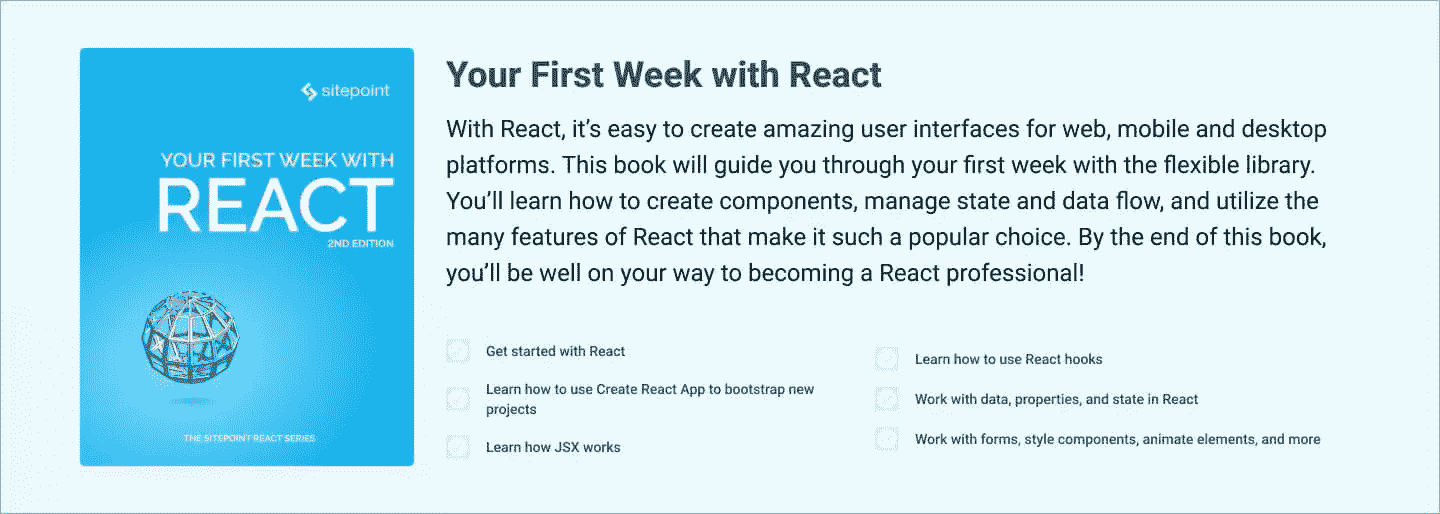 sitepoint
YOUR FIRST WEEK WITH
REACT
2ND EDITION
THE SITEPOINT REACT SERIES
Your First Week with React
With React, it’s easy to create amazing user interfaces for web, mobile and desktop
platforms. This book will guide you through your first week with the flexible library.
You’ll learn how to create components, manage state and data flow, and utilize the
many features of React that make it such a popular choice. By the end of this book,
you’ll be well on your way to becoming a React professional!
Get started with React
Learn how to use Create React App to bootstrap new
projects
Learn how JSX works
Learn how to use React hooks
Work with data, properties, and state in React
Work with forms, style components, animate elements, and more